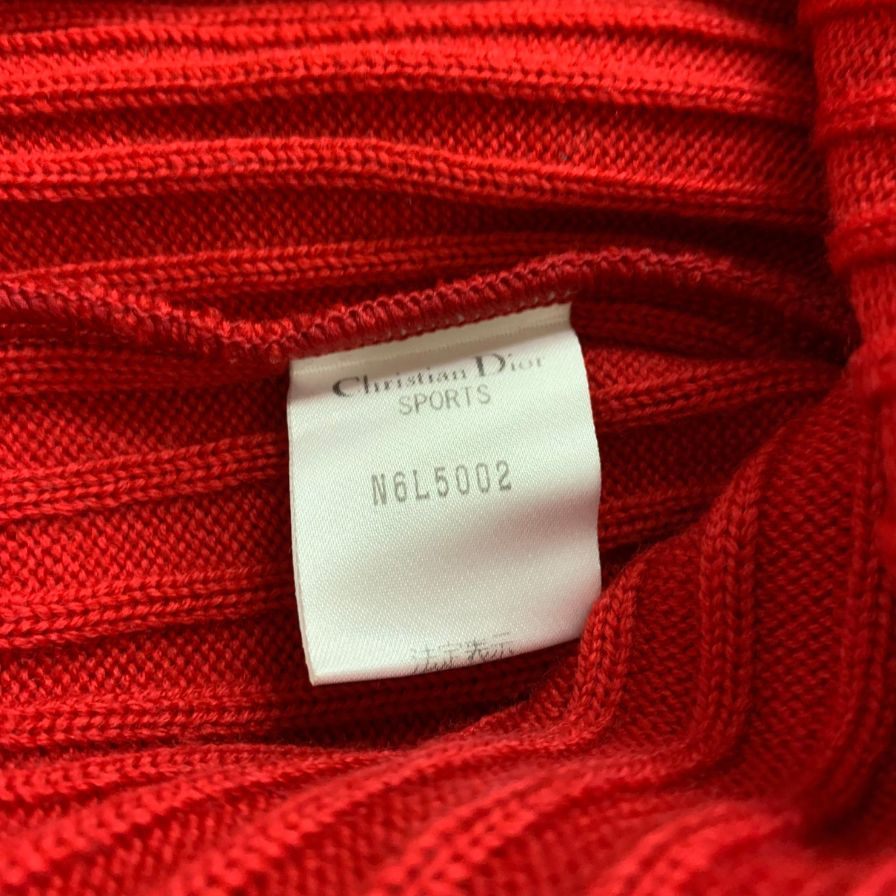 Christian Dior
SPORTS
N6L5002
法定表示